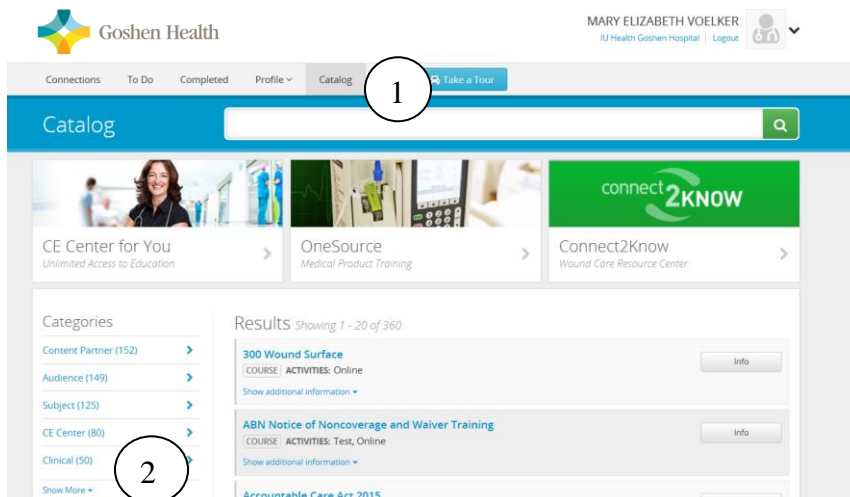 Goshen Health
MARY ELIZABETH VOELKER
IU Health Goshen Hospital | Logout
Connections To Do Completed Profile Catalog 1 Take a Tour
Catalog
connect2KNOW
CE Center for You
Unlimited Access to Education
OneSource
Medical Product Training
Connect2Know
Wound Care Resource Center
Categories
Content Partner (152)
Audience (149)
Subject (125)
CE Center (80)
Clinical (50)
2
Show More
Results Showing 1 - 20 of 360
300 Wound Surface
Info
COURSE ACTIVITIES: Online
Show additional information
ABN Notice of Noncoverage and Waiver Training
Info
COURSE ACTIVITIES: Test, Online
Show additional information
Accountable Care Act 2015